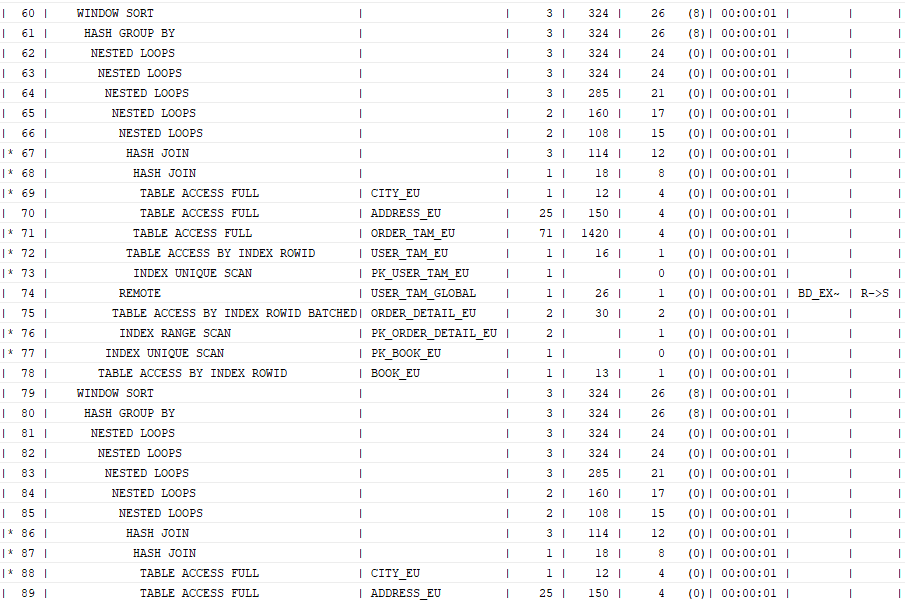 |  60 |    WINDOW SORT                             |                    |     3 |   324 |    26   (8)| 00:00:01 |        |      |
|  61 |     HASH GROUP BY                          |                    |     3 |   324 |    26   (8)| 00:00:01 |        |      |
|  62 |      NESTED LOOPS                          |                    |     3 |   324 |    24   (0)| 00:00:01 |        |      |
|  63 |       NESTED LOOPS                         |                    |     3 |   324 |    24   (0)| 00:00:01 |        |      |
|  64 |        NESTED LOOPS                        |                    |     3 |   285 |    21   (0)| 00:00:01 |        |      |
|  65 |         NESTED LOOPS                       |                    |     2 |   160 |    17   (0)| 00:00:01 |        |      |
|  66 |          NESTED LOOPS                      |                    |     2 |   108 |    15   (0)| 00:00:01 |        |      |
|* 67 |           HASH JOIN                        |                    |     3 |   114 |    12   (0)| 00:00:01 |        |      |
|* 68 |            HASH JOIN                       |                    |     1 |    18 |     8   (0)| 00:00:01 |        |      |
|* 69 |             TABLE ACCESS FULL              | CITY_EU            |     1 |    12 |     4   (0)| 00:00:01 |        |      |
|  70 |             TABLE ACCESS FULL              | ADDRESS_EU         |    25 |   150 |     4   (0)| 00:00:01 |        |      |
|* 71 |            TABLE ACCESS FULL               | ORDER_TAM_EU       |    71 |  1420 |     4   (0)| 00:00:01 |        |      |
|* 72 |           TABLE ACCESS BY INDEX ROWID      | USER_TAM_EU        |     1 |    16 |     1   (0)| 00:00:01 |        |      |
|* 73 |            INDEX UNIQUE SCAN               | PK_USER_TAM_EU     |     1 |       |     0   (0)| 00:00:01 |        |      |
|  74 |          REMOTE                            | USER_TAM_GLOBAL    |     1 |    26 |     1   (0)| 00:00:01 | BD_EX~ | R->S |
|  75 |         TABLE ACCESS BY INDEX ROWID BATCHED| ORDER_DETAIL_EU    |     2 |    30 |     2   (0)| 00:00:01 |        |      |
|* 76 |          INDEX RANGE SCAN                  | PK_ORDER_DETAIL_EU |     2 |       |     1   (0)| 00:00:01 |        |      |
|* 77 |        INDEX UNIQUE SCAN                   | PK_BOOK_EU         |     1 |       |     0   (0)| 00:00:01 |        |      |
|  78 |       TABLE ACCESS BY INDEX ROWID          | BOOK_EU            |     1 |    13 |     1   (0)| 00:00:01 |        |      |
|  79 |    WINDOW SORT                             |                    |     3 |   324 |    26   (8)| 00:00:01 |        |      |
|  80 |     HASH GROUP BY                          |                    |     3 |   324 |    26   (8)| 00:00:01 |        |      |
|  81 |      NESTED LOOPS                          |                    |     3 |   324 |    24   (0)| 00:00:01 |        |      |
|  82 |       NESTED LOOPS                         |                    |     3 |   324 |    24   (0)| 00:00:01 |        |      |
|  83 |        NESTED LOOPS                        |                    |     3 |   285 |    21   (0)| 00:00:01 |        |      |
|  84 |         NESTED LOOPS                       |                    |     2 |   160 |    17   (0)| 00:00:01 |        |      |
|  85 |          NESTED LOOPS                      |                    |     2 |   108 |    15   (0)| 00:00:01 |        |      |
|* 86 |           HASH JOIN                        |                    |     3 |   114 |    12   (0)| 00:00:01 |        |      |
|* 87 |            HASH JOIN                       |                    |     1 |    18 |     8   (0)| 00:00:01 |        |      |
|* 88 |             TABLE ACCESS FULL              | CITY_EU            |     1 |    12 |     4   (0)| 00:00:01 |        |      |
|  89 |             TABLE ACCESS FULL              | ADDRESS_EU         |    25 |   150 |     4   (0)| 00:00:01 |        |      |